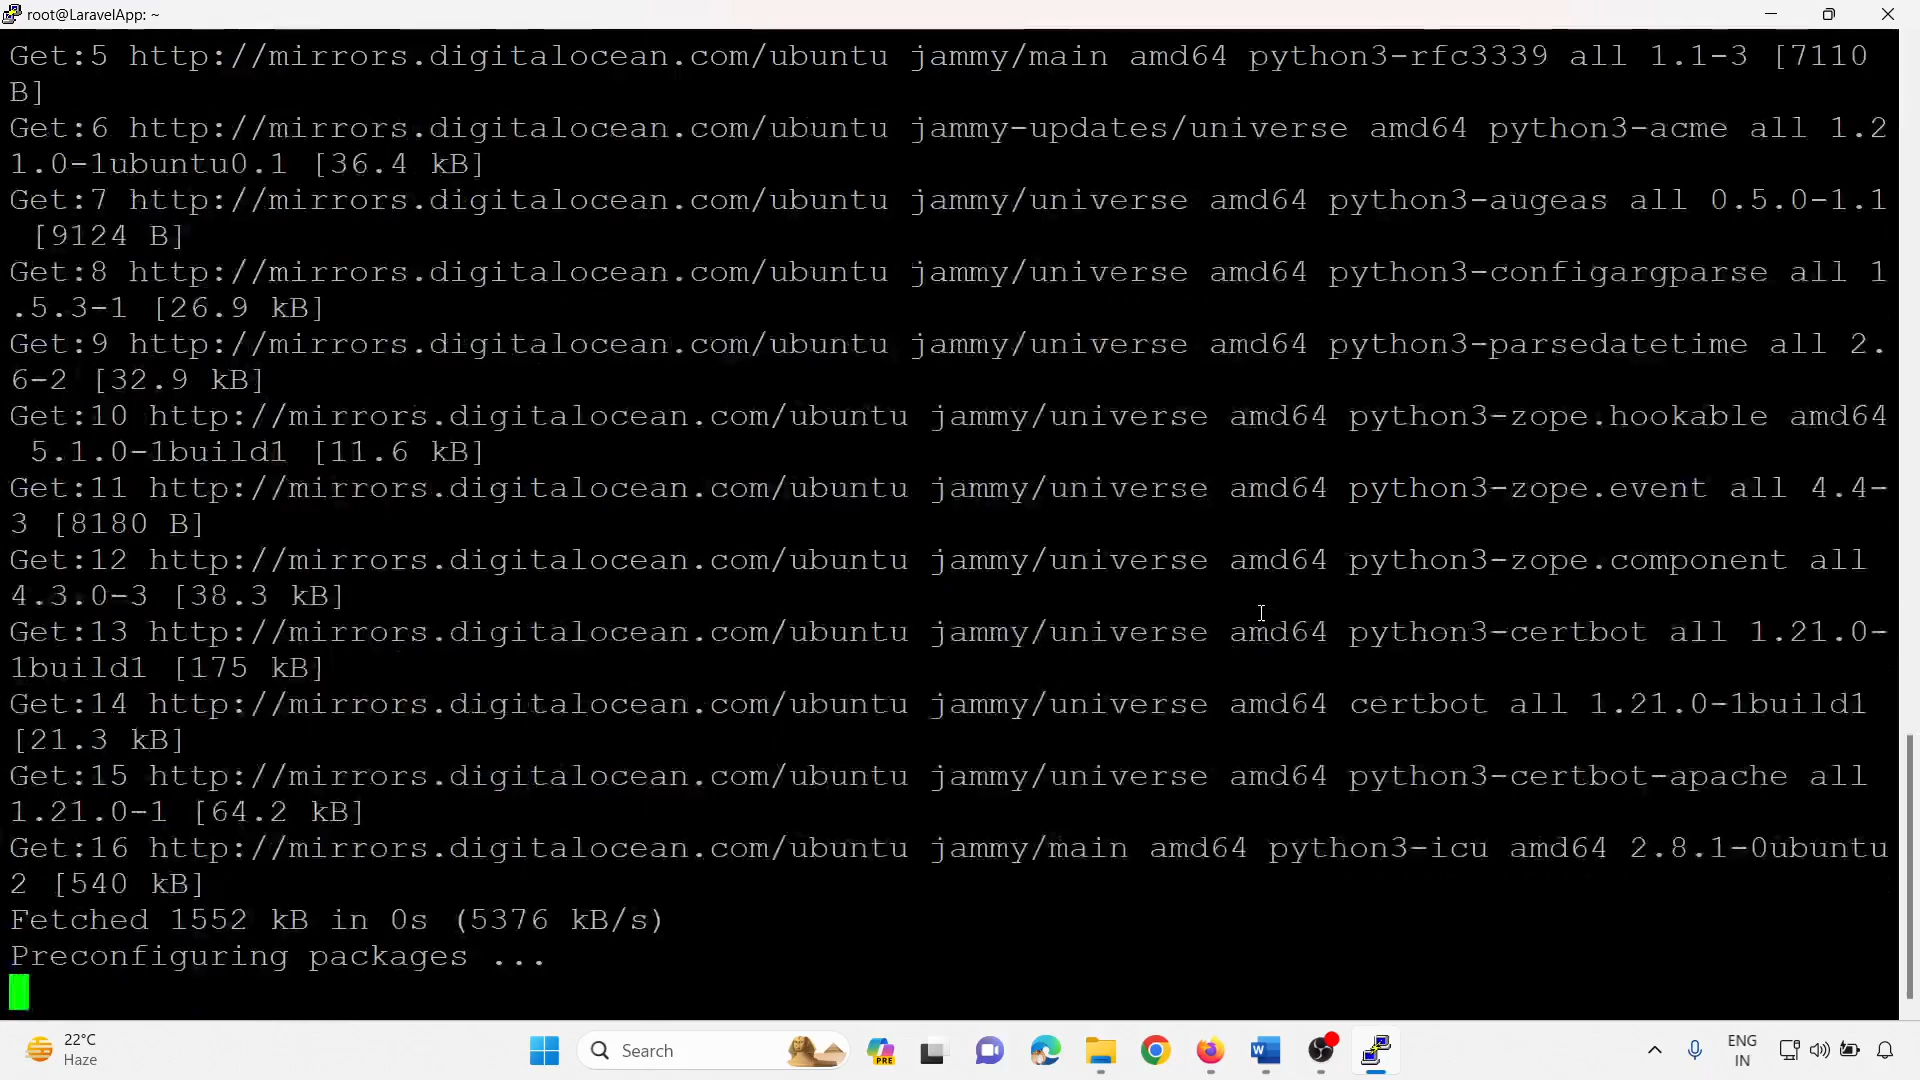 root@LaravelApp: ~
Get:5 http://mirrors.digitalocean.com/ubuntu jammy/main amd64 python3-rfc3339 all 1.1-3 [7110
B]
Get:6 http://mirrors.digitalocean.com/ubuntu jammy-updates/universe amd64 python3-acme all 1.2
1.0-1ubuntu0.1 [36.4 kB]
Get:7 http://mirrors.digitalocean.com/ubuntu jammy/universe amd64 python3-augeas all 0.5.0-1.1
[9124 B]
Get:8 http://mirrors.digitalocean.com/ubuntu jammy/universe amd64 python3-configargparse all 1
.5.3-1 [26.9 kB]
Get:9 http://mirrors.digitalocean.com/ubuntu jammy/universe amd64 python3-parsedatetime all 2.
6-2 [32.9 kB]
Get:10 http://mirrors.digitalocean.com/ubuntu jammy/universe amd64 python3-zope.hookable amd64
5.1.0-1build1 [11.6 kB]
Get:11 http://mirrors.digitalocean.com/ubuntu jammy/universe amd64 python3-zope.event all 4.4-
3 [8180 B]
Get:12 http://mirrors.digitalocean.com/ubuntu jammy/universe amd64 python3-zope.component all
4.3.0-3 [38.3 kB]
Get:13 http://mirrors.digitalocean.com/ubuntu jammy/universe amd64 python3-certbot all 1.21.0-
1build1 [175 kB]
Get:14 http://mirrors.digitalocean.com/ubuntu jammy/universe amd64 certbot all 1.21.0-1build1
[21.3 kB]
Get:15 http://mirrors.digitalocean.com/ubuntu jammy/universe amd64 python3-certbot-apache all
1.21.0-1 [64.2 kB]
Get:16 http://mirrors.digitalocean.com/ubuntu jammy/main amd64 python3-icu amd64 2.8.1-0ubuntu
2 [540 kB]
Fetched 1552 kB in 0s (5376 kB/s)
Preconfiguring packages ...
22°C
Haze
Search
PRE
ENG
IN